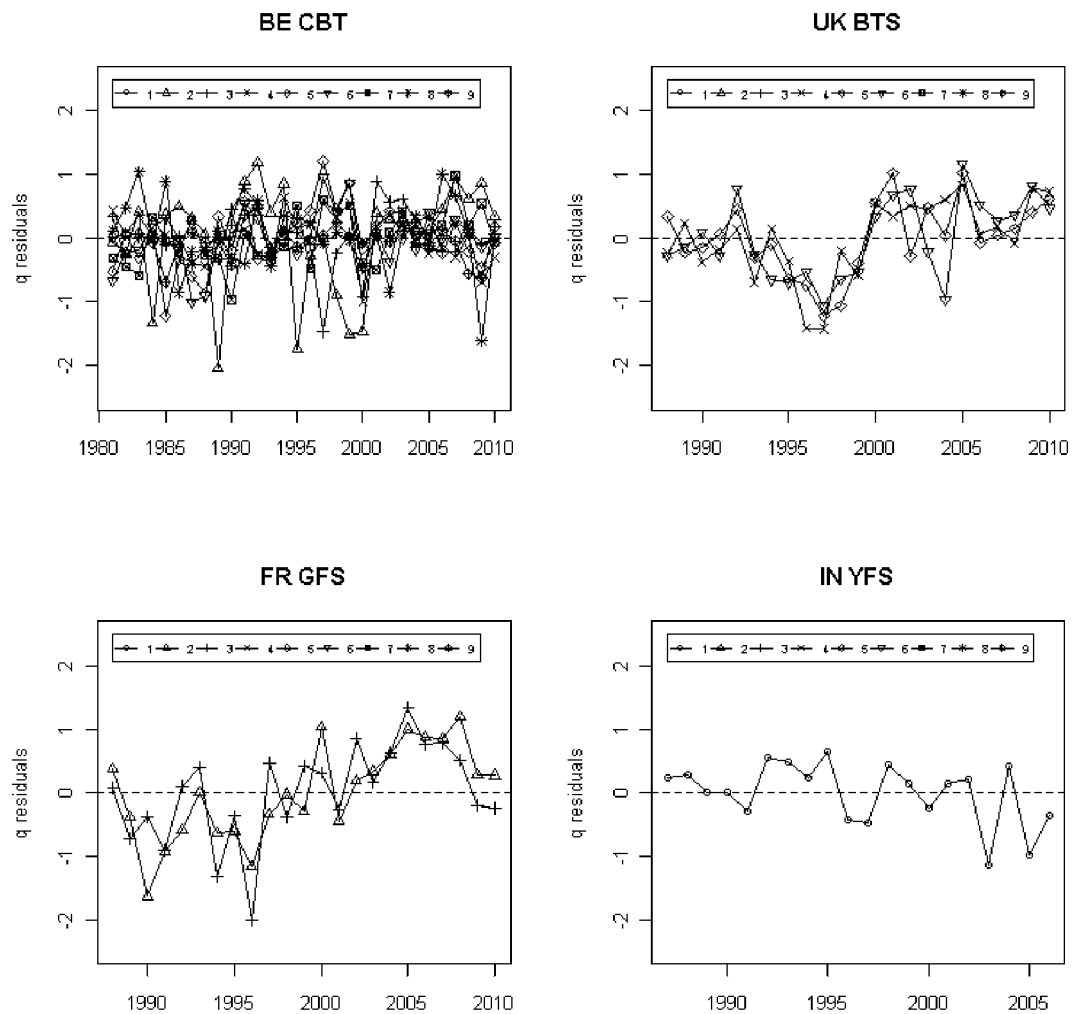 BE CBT
1 2 3 4 5 6 7 8 9
q residuals
2
1
0
-1
-2
1980 1985 1990 1995 2000 2005 2010
UK BTS
1 2 3 4 5 6 7 8 9
q residuals
2
1
0
-1
-2
1990 1995 2000 2005 2010
FR GFS
1 2 3 4 5 6 7 8 9
q residuals
2
1
0
-1
-2
1990 1995 2000 2005 2010
IN YFS
1 2 3 4 5 6 7 8 9
q residuals
2
1
0
-1
-2
1990 1995 2000 2005